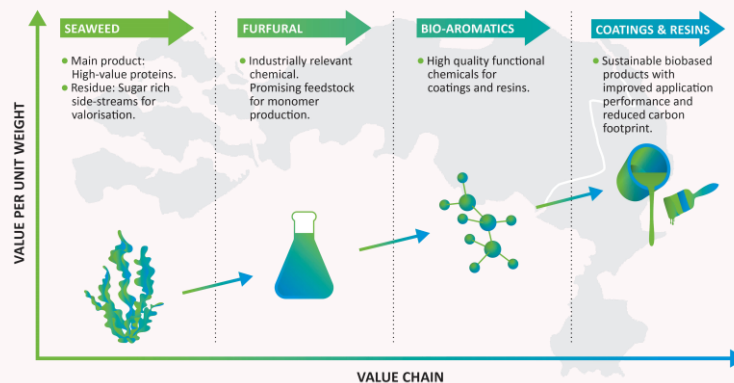 SEAWEED
• Main product:
High-value proteins.
• Residue: Sugar rich
side-streams for
valorisation.
FURFURAL
• Industrially relevant
chemical.
Promising feedstock
for monomer
production.
BIO-AROMATICS
• High quality functional
chemicals for
coatings and resins.
COATINGS & RESINS
• Sustainable biobased
products with
improved application
performance and
reduced carbon
footprint.
VALUE PER UNIT WEIGHT
VALUE CHAIN